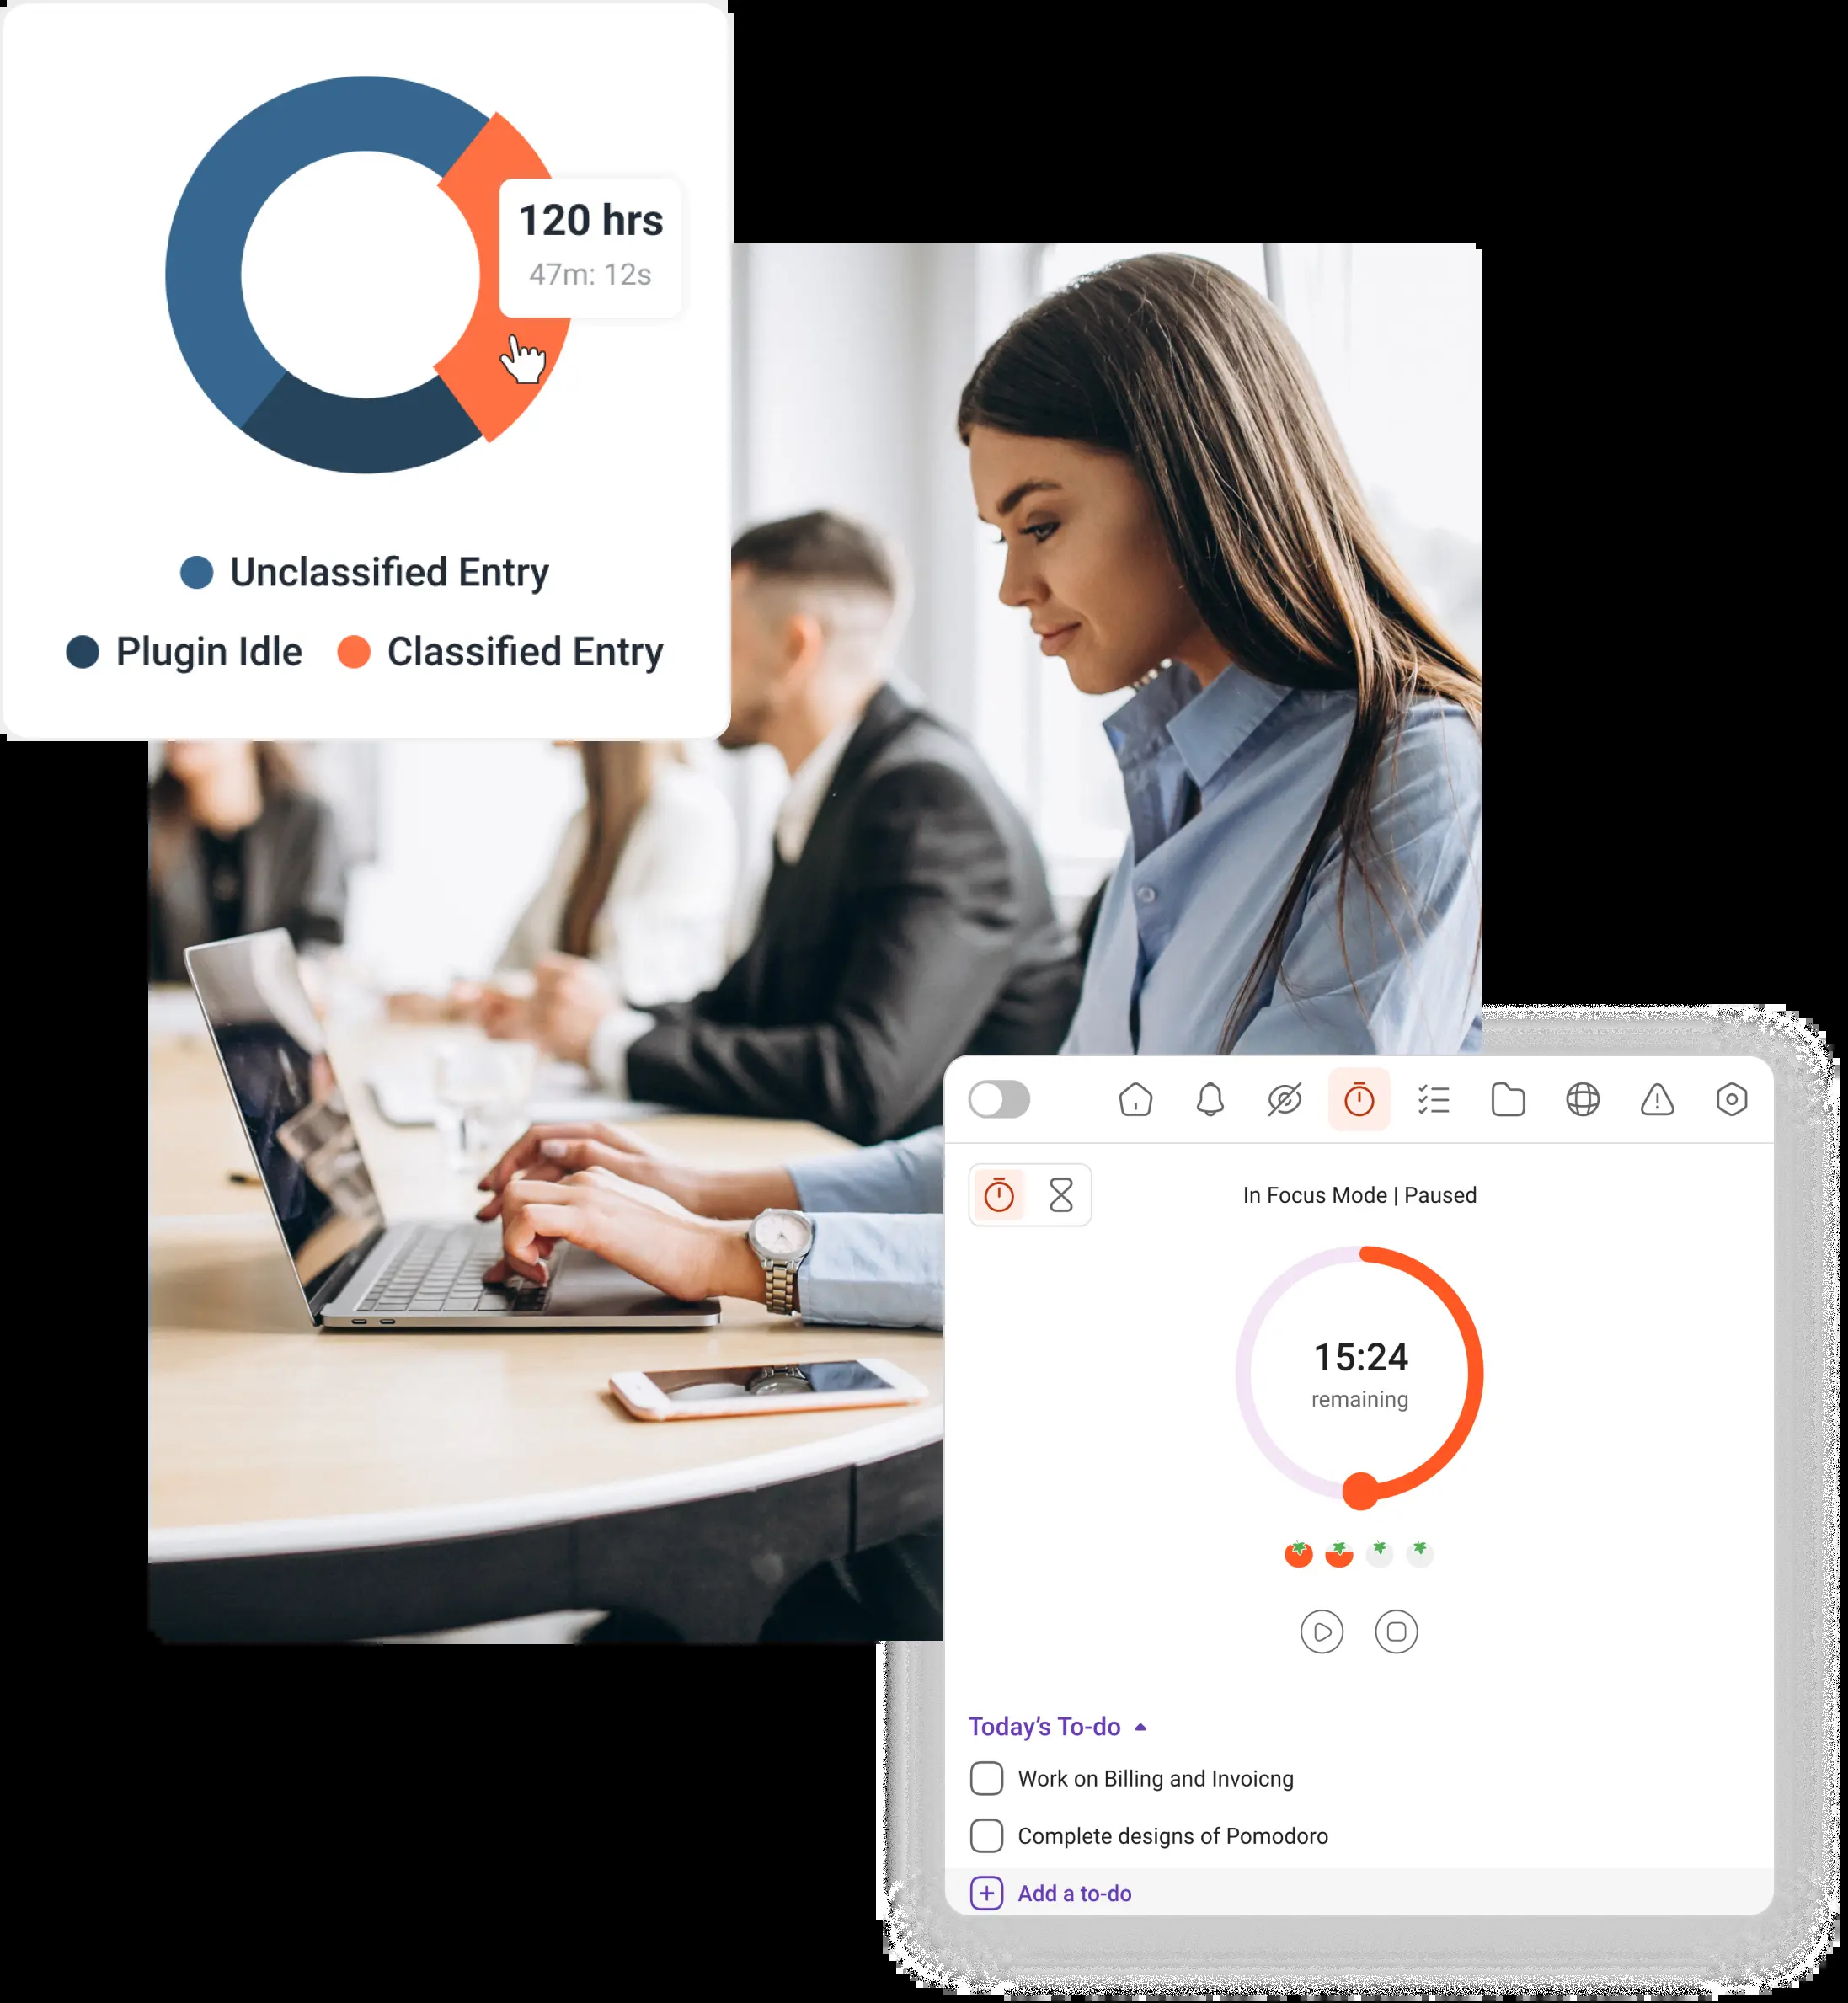 120 hrs
47m: 12s
Unclassified Entry
Plugin Idle
Classified Entry
In Focus Mode | Paused
15:24
remaining
Today’s To-do
Work on Billing and Invoicng
Complete designs of Pomodoro
Add a to-do